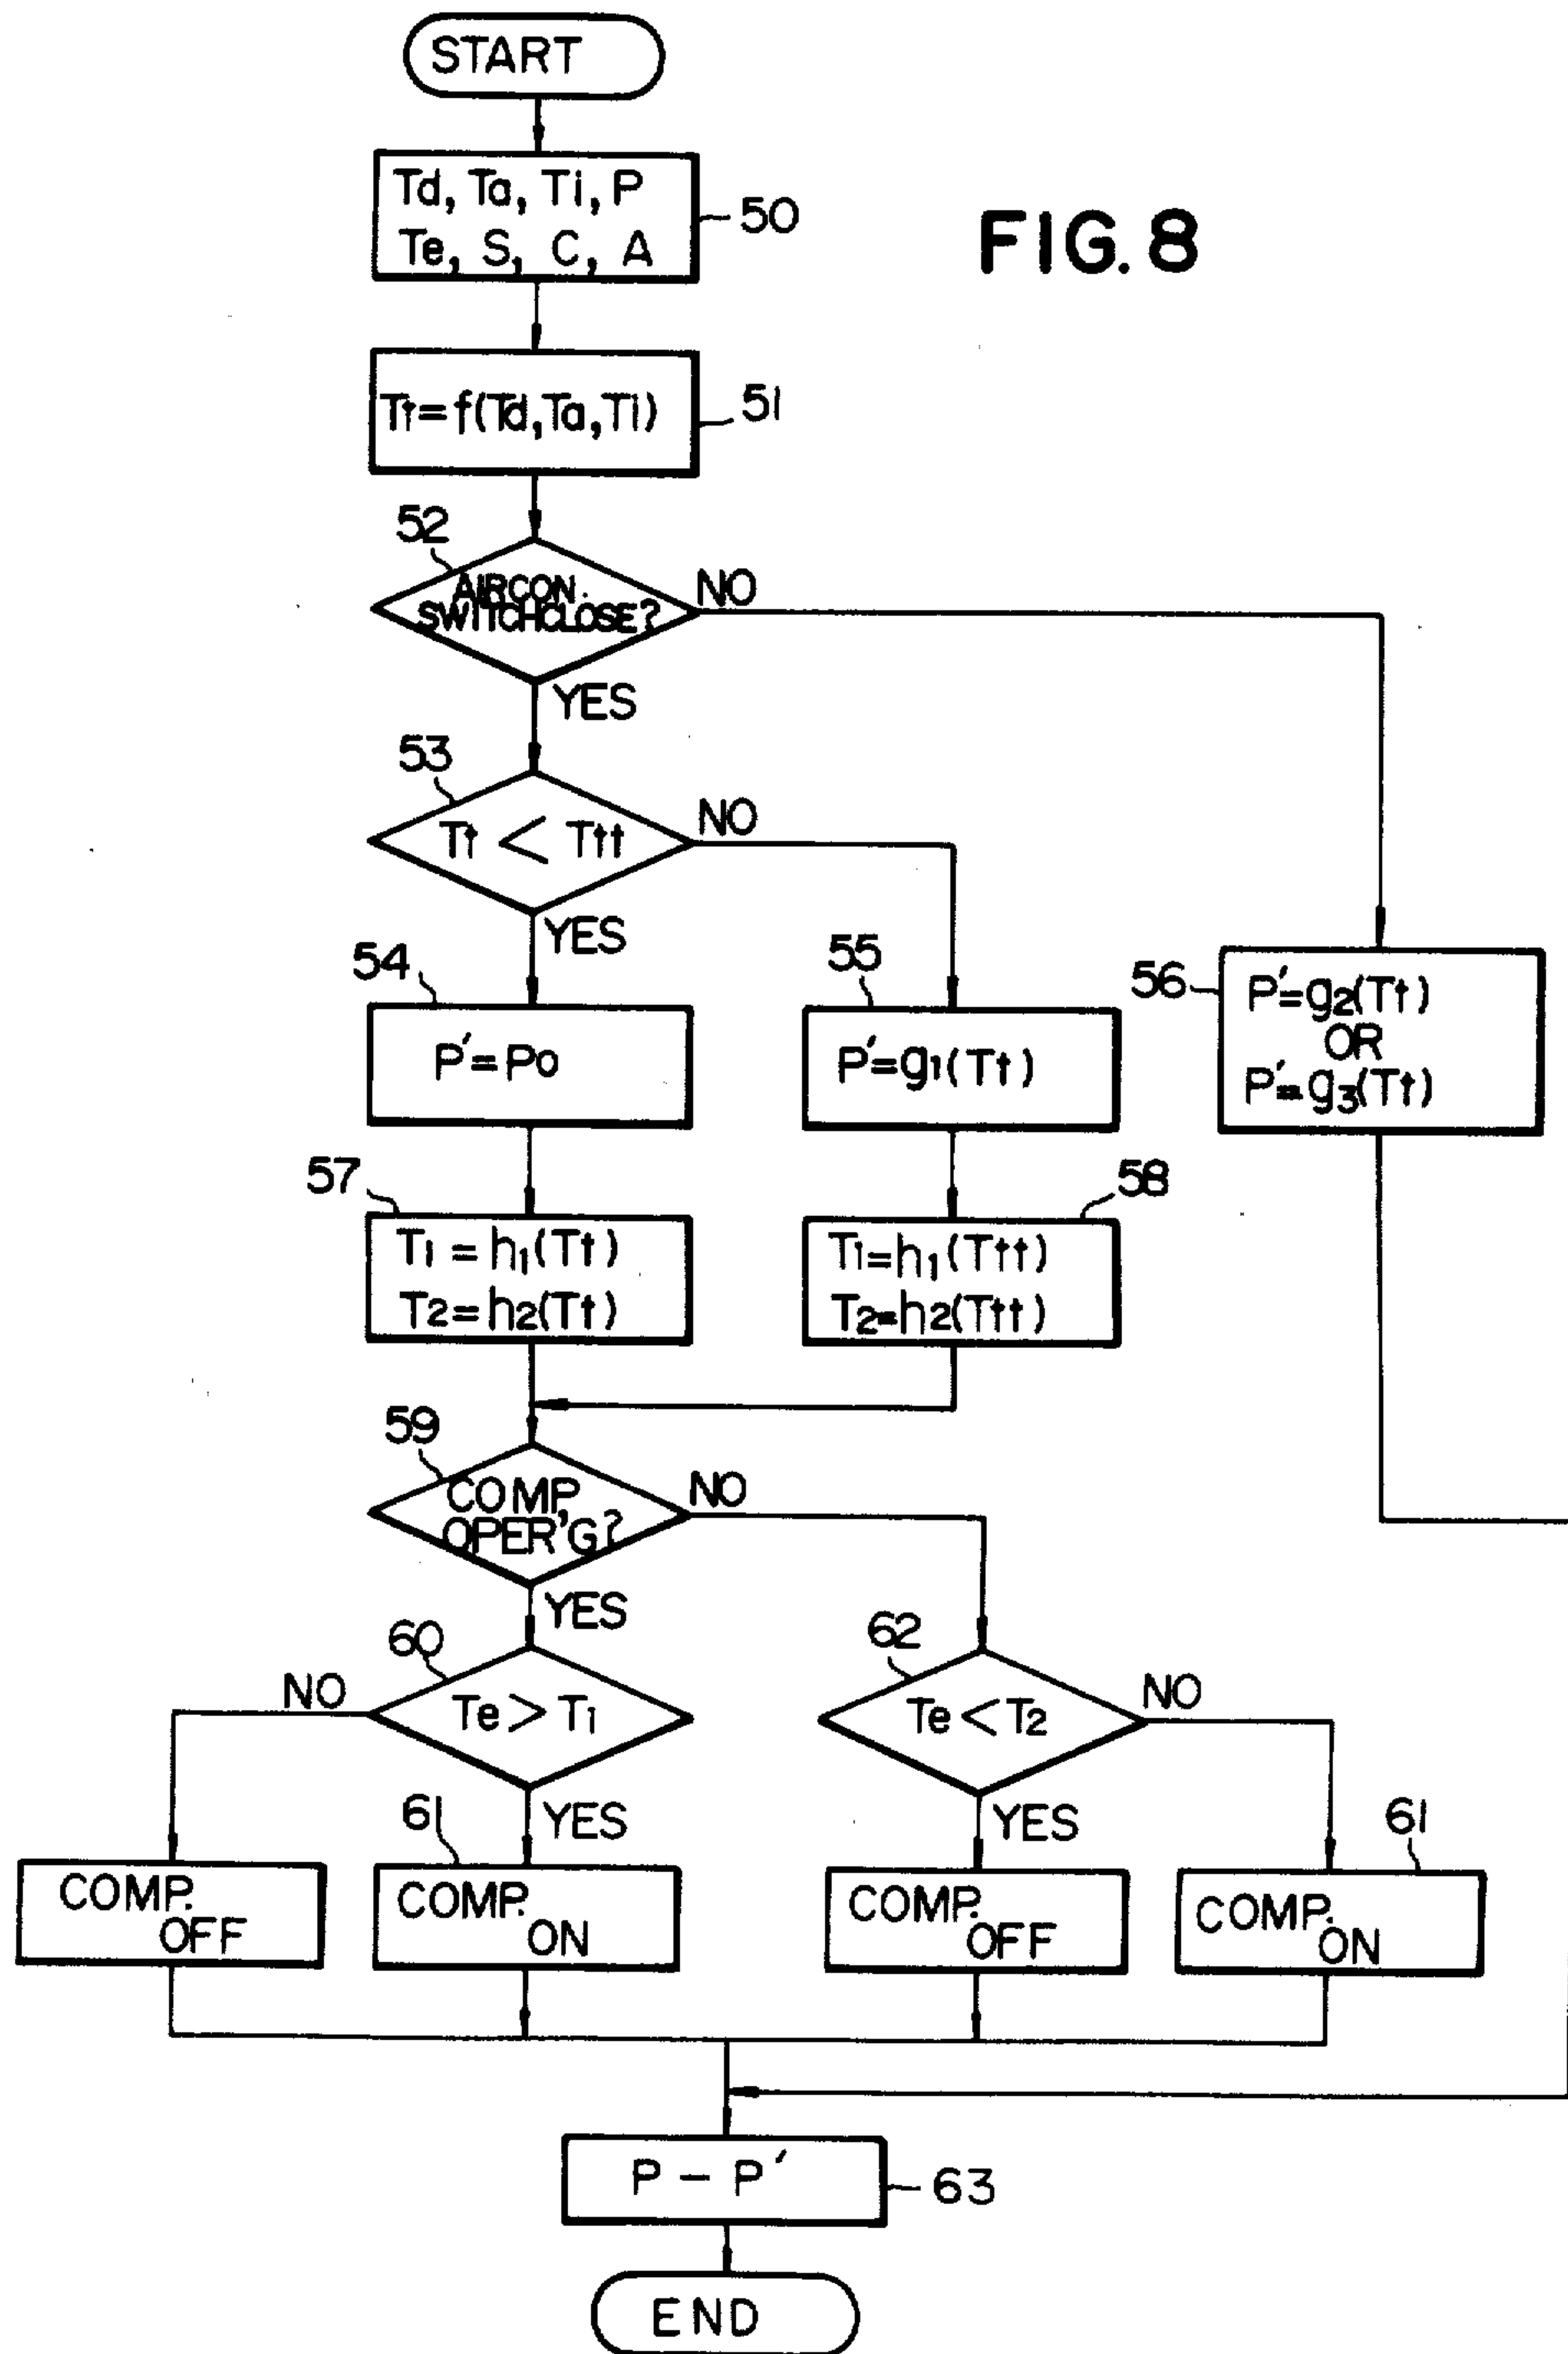 START
Td, Ta, Ti, P
Te, S, C, A
50
FIG. 8
Tt=f(Td,Ta,Ti)
51
52
AIRCON.
SWITCHCLOSE?
NO
YES
53
Tt < Ttt
NO
YES
54
P'=Po
55
P'=g1(Tt)
56
P'=g2(Tt)
OR
P'=g3(Tt)
57
T1=h1(Tt)
T2=h2(Tt)
58
T1=h1(Ttt)
T2=h2(Ttt)
59
COMP.
OPER'G?
NO
YES
60
Te > T1
NO
YES
62
Te < T2
NO
YES
COMP.
OFF
61
COMP.
ON
COMP.
OFF
61
COMP.
ON
P - P'
63
END